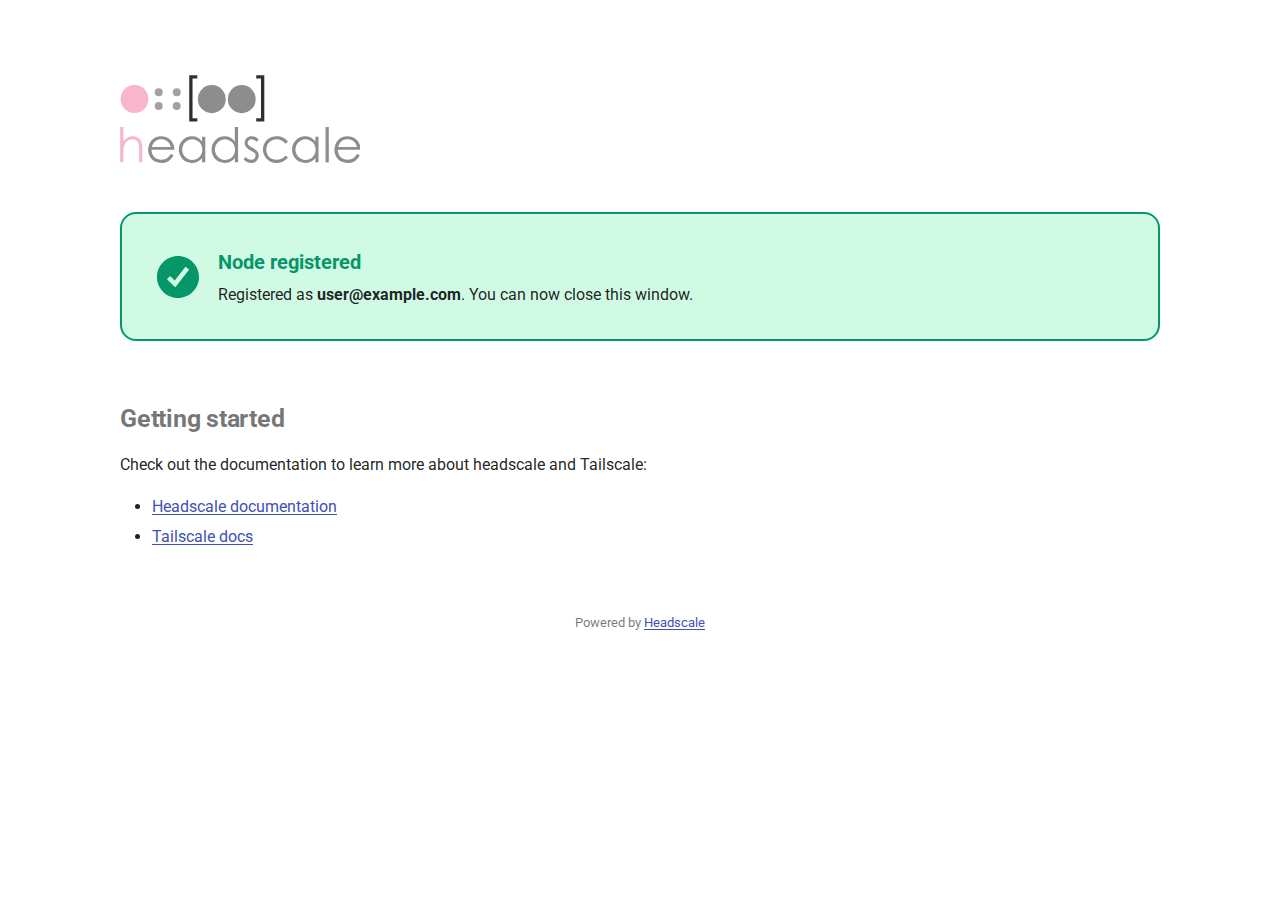 headscale
Node registered
Registered as user@example.com. You can now close this window.
Getting started
Check out the documentation to learn more about headscale and Tailscale:
Headscale documentation
Tailscale docs
Powered by Headscale